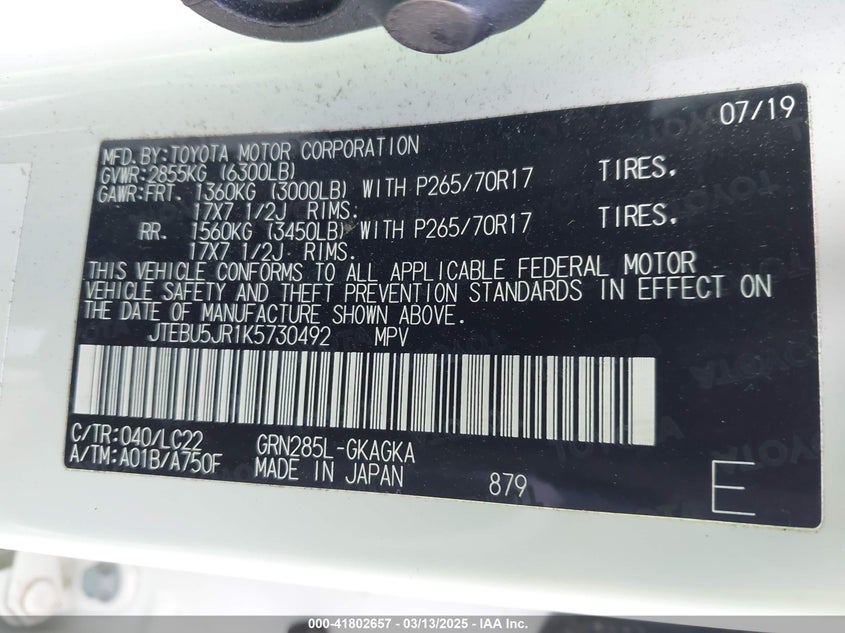 07/19
MFD.BY:TOYOTA MOTOR CORPORATION
GVWR:2855KG (6300LB)
GAWR:FRT. 1360KG (3000LB) WITH P265/70R17 TIRES,
17X7 1/2J RIMS:
RR. 1560KG (3450LB) WITH P265/70R17 TIRES,
17X7 1/2J RIMS:
THIS VEHICLE CONFORMS TO ALL APPLICABLE FEDERAL MOTOR
VEHICLE SAFETY AND THEFT PREVENTION STANDARDS IN EFFECT ON
THE DATE OF MANUFACTURE SHOWN ABOVE.
JTEBU5JR1K5730492 MPV
C/TR:040/LC22 GRN285L-GKAGKA
A/TM:A01B/A750F MADE IN JAPAN 879 E
000-41802657 - 03/13/2025 - IAA Inc.